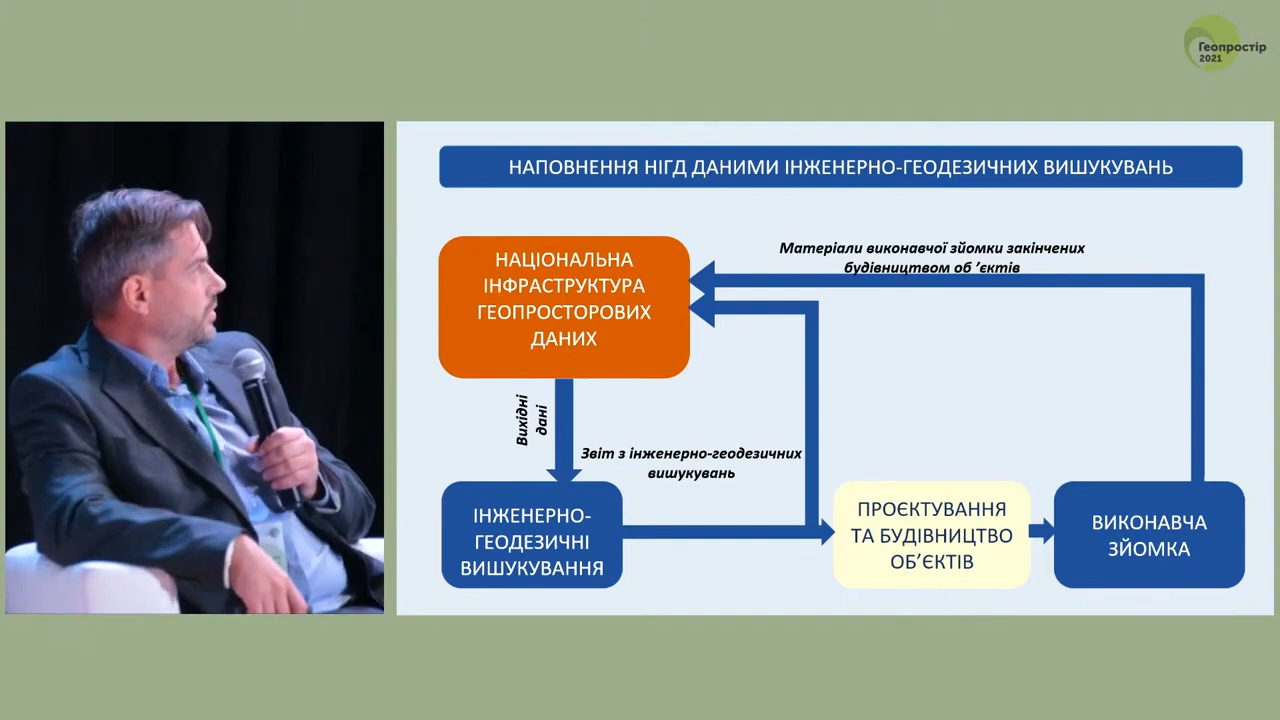 Геопростір
2021
НАПОВНЕННЯ НІГД ДАНИМИ ІНЖЕНЕРНО-ГЕОДЕЗИЧНИХ ВИШУКУВАНЬ
НАЦІОНАЛЬНА
ІНФРАСТРУКТУРА
ГЕОПРОСТОРОВИХ
ДАНИХ
Матеріали виконавчої зйомки закінчених
будівництвом об ’єктів
Вихідні
дані
Звіт з інженерно-геодезичних
вишукувань
ІНЖЕНЕРНО-
ГЕОДЕЗИЧНІ
ВИШУКУВАННЯ
ПРОЄКТУВАННЯ
ТА БУДІВНИЦТВО
ОБ’ЄКТІВ
ВИКОНАВЧА
ЗЙОМКА